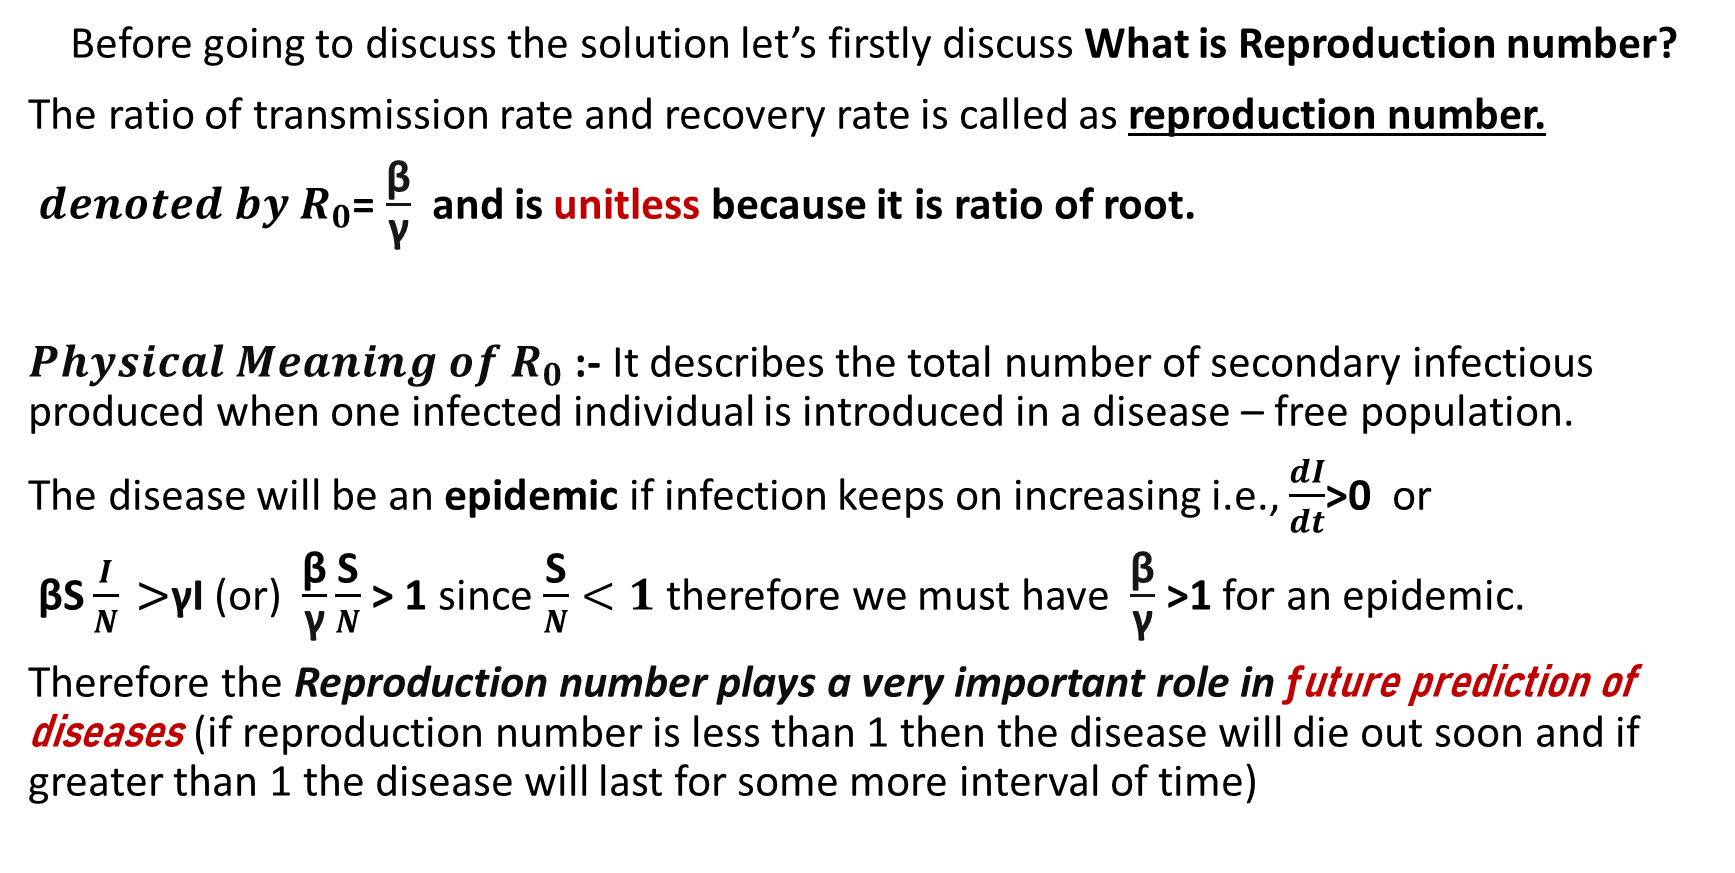 Before going to discuss the solution let’s firstly discuss What is Reproduction number?
The ratio of transmission rate and recovery rate is called as reproduction number.
denoted by R₀= β/γ and is unitless because it is ratio of root.
Physical Meaning of R₀ :- It describes the total number of secondary infectious
produced when one infected individual is introduced in a disease – free population.
The disease will be an epidemic if infection keeps on increasing i.e., dI/dt >0 or
βS I/N >γI (or) β/γ S/N > 1 since S/N < 1 therefore we must have β/γ >1 for an epidemic.
Therefore the Reproduction number plays a very important role in future prediction of
diseases (if reproduction number is less than 1 then the disease will die out soon and if
greater than 1 the disease will last for some more interval of time)